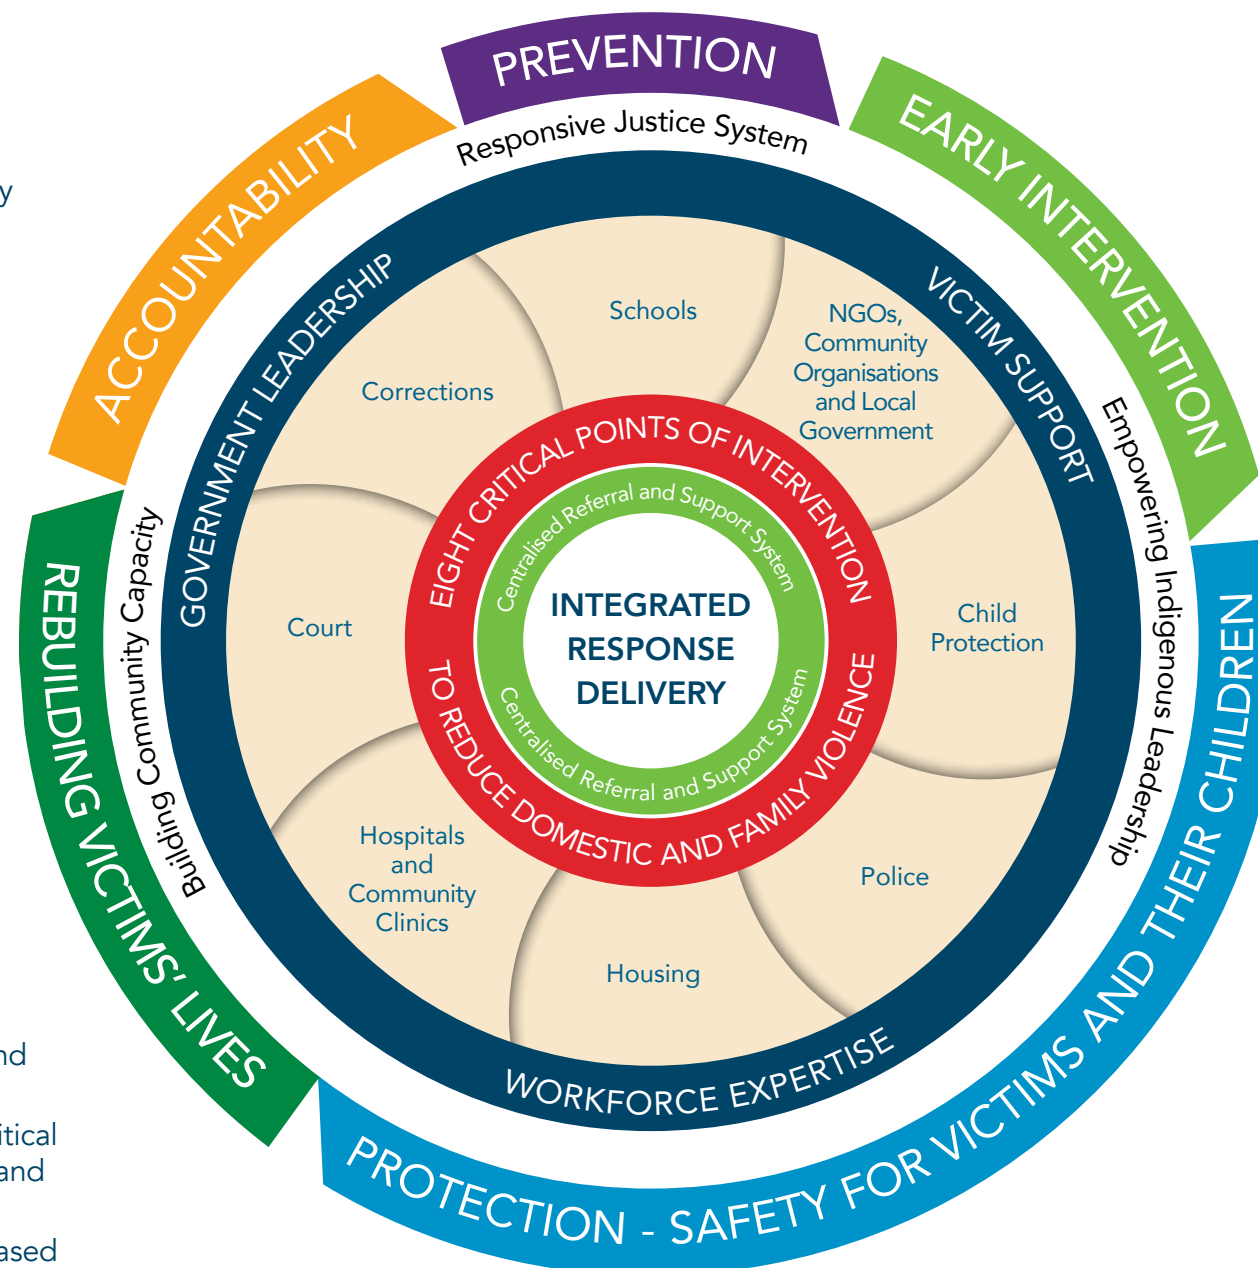 PREVENTION
EARLY INTERVENTION
PROTECTION - SAFETY FOR VICTIMS AND THEIR CHILDREN
REBUILDING VICTIMS' LIVES
ACCOUNTABILITY
Responsive Justice System
Empowering Indigenous Leadership
Building Community Capacity
GOVERNMENT LEADERSHIP
VICTIM SUPPORT
WORKFORCE EXPERTISE
Schools
NGOs,
Community
Organisations
and Local
Government
Child
Protection
Police
Housing
Hospitals
and
Community
Clinics
Court
Corrections
EIGHT CRITICAL POINTS OF INTERVENTION
TO REDUCE DOMESTIC AND FAMILY VIOLENCE
Centralised Referral and Support System
Centralised Referral and Support System
INTEGRATED
RESPONSE
DELIVERY
and